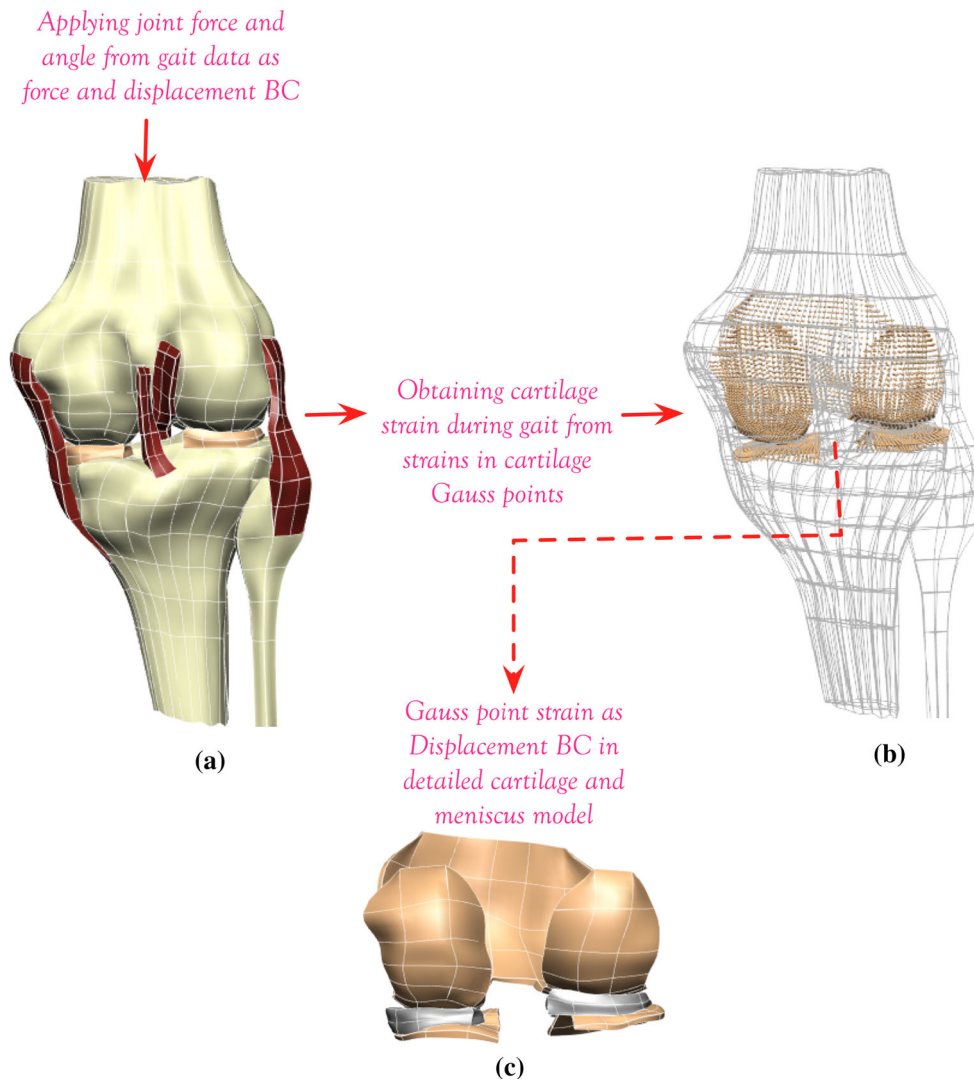 Applying joint force and
angle from gait data as
force and displacement BC
Obtaining cartilage
strain during gait from
strains in cartilage
Gauss points
(a)
(b)
Gauss point strain as
Displacement BC in
detailed cartilage and
meniscus model
(c)